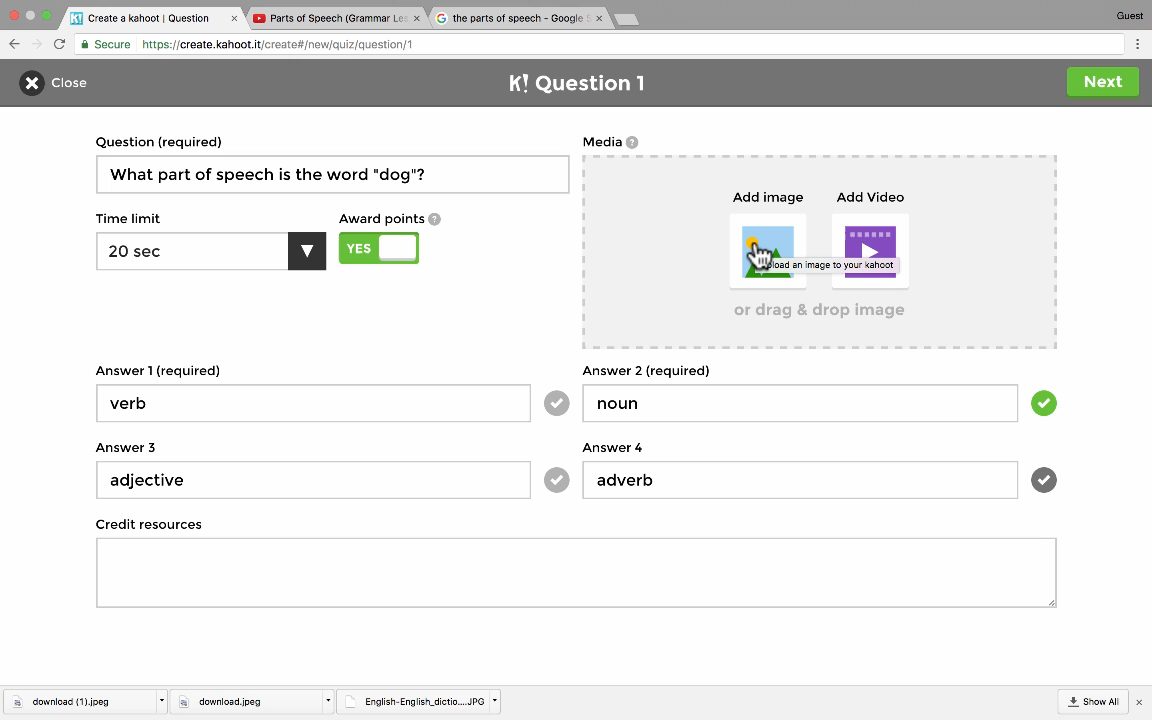 Create a kahoot | Question
Parts of Speech (Grammar Les
the parts of speech - Google S
Guest
Secure
https://create.kahoot.it/create#/new/quiz/question/1
Close
K! Question 1
Next
Question (required)
What part of speech is the word "dog"?
Media
Time limit
20 sec
Award points
YES
Add image
Add Video
load an image to your kahoot
or drag & drop image
Answer 1 (required)
verb
Answer 2 (required)
noun
Answer 3
adjective
Answer 4
adverb
Credit resources
download (1).jpeg
download.jpeg
English-English_dictio....JPG
Show All